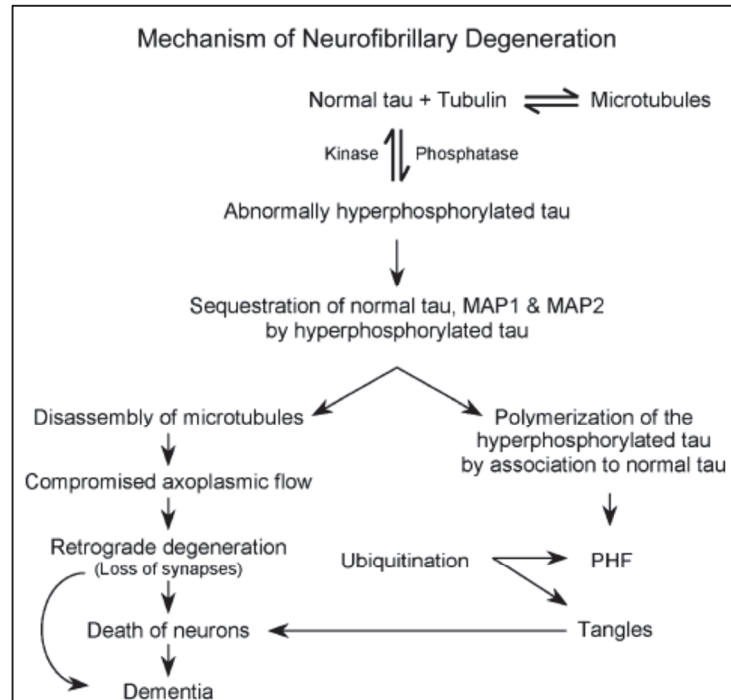 Mechanism of Neurofibrillary Degeneration
Normal tau + Tubulin
Microtubules
Kinase
Phosphatase
Abnormally hyperphosphorylated tau
Sequestration of normal tau, MAP1 & MAP2
by hyperphosphorylated tau
Disassembly of microtubules
Compromised axoplasmic flow
Retrograde degeneration
(Loss of synapses)
Death of neurons
Dementia
Polymerization of the
hyperphosphorylated tau
by association to normal tau
Ubiquitination
PHF
Tangles